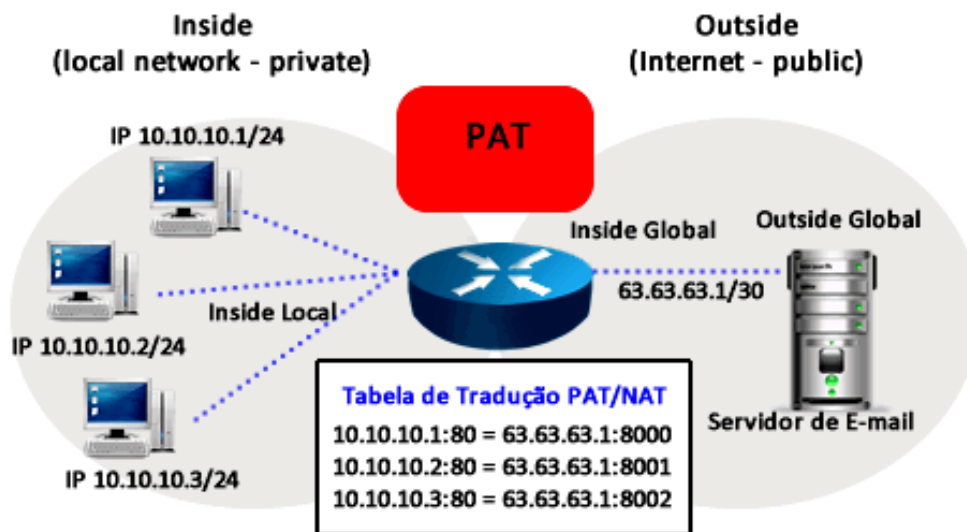 Inside
(local network - private)
Outside
(Internet - public)
PAT
IP 10.10.10.1/24
Inside Global
Outside Global
63.63.63.1/30
Inside Local
IP 10.10.10.2/24
IP 10.10.10.3/24
Servidor de E-mail
Tabela de Tradução PAT/NAT
10.10.10.1:80 = 63.63.63.1:8000
10.10.10.2:80 = 63.63.63.1:8001
10.10.10.3:80 = 63.63.63.1:8002